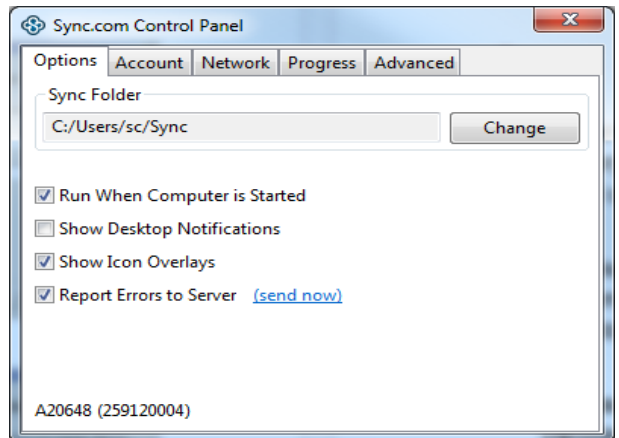 Sync.com Control Panel
Options Account Network Progress Advanced
Sync Folder
C:/Users/sc/Sync Change
Run When Computer is Started
Show Desktop Notifications
Show Icon Overlays
Report Errors to Server (send now)
A20648 (259120004)